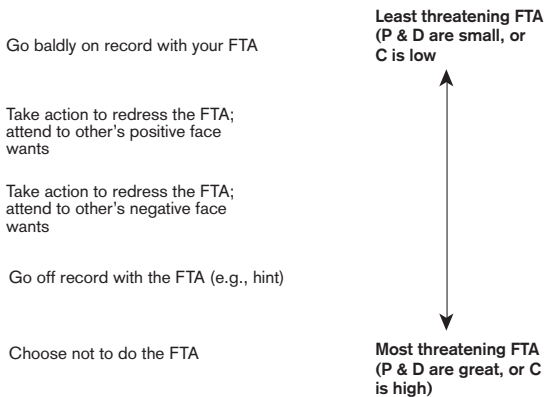 Least threatening FTA
(P & D are small, or
C is low
Go baldly on record with your FTA
Take action to redress the FTA;
attend to other's positive face
wants
Take action to redress the FTA;
attend to other's negative face
wants
Go off record with the FTA (e.g., hint)
Choose not to do the FTA
Most threatening FTA
(P & D are great, or C
is high)